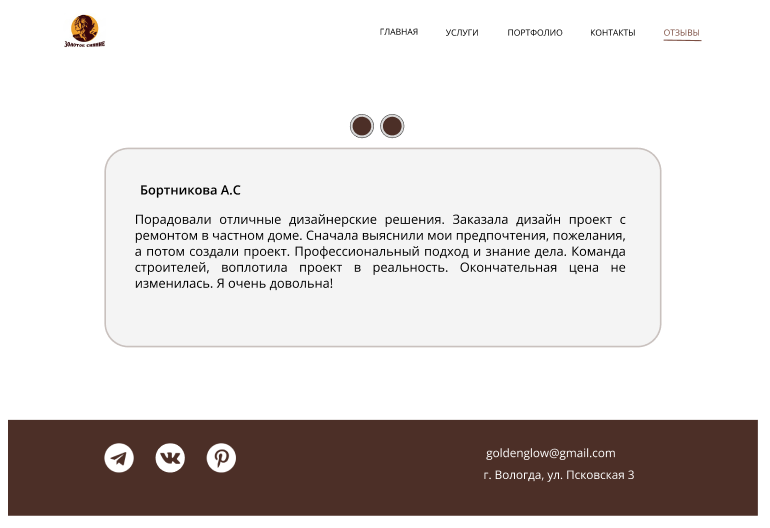 ЗОЛОТОЕ СИЯНИЕ
ГЛАВНАЯ УСЛУГИ ПОРТФОЛИО КОНТАКТЫ ОТЗЫВЫ
Бортникова А.С
Порадовали отличные дизайнерские решения. Заказала дизайн проект с
ремонтом в частном доме. Сначала выяснили мои предпочтения, пожелания,
а потом создали проект. Профессиональный подход и знание дела. Команда
строителей, воплотила проект в реальность. Окончательная цена не
изменилась. Я очень довольна!
goldenglow@gmail.com
г. Вологда, ул. Псковская 3